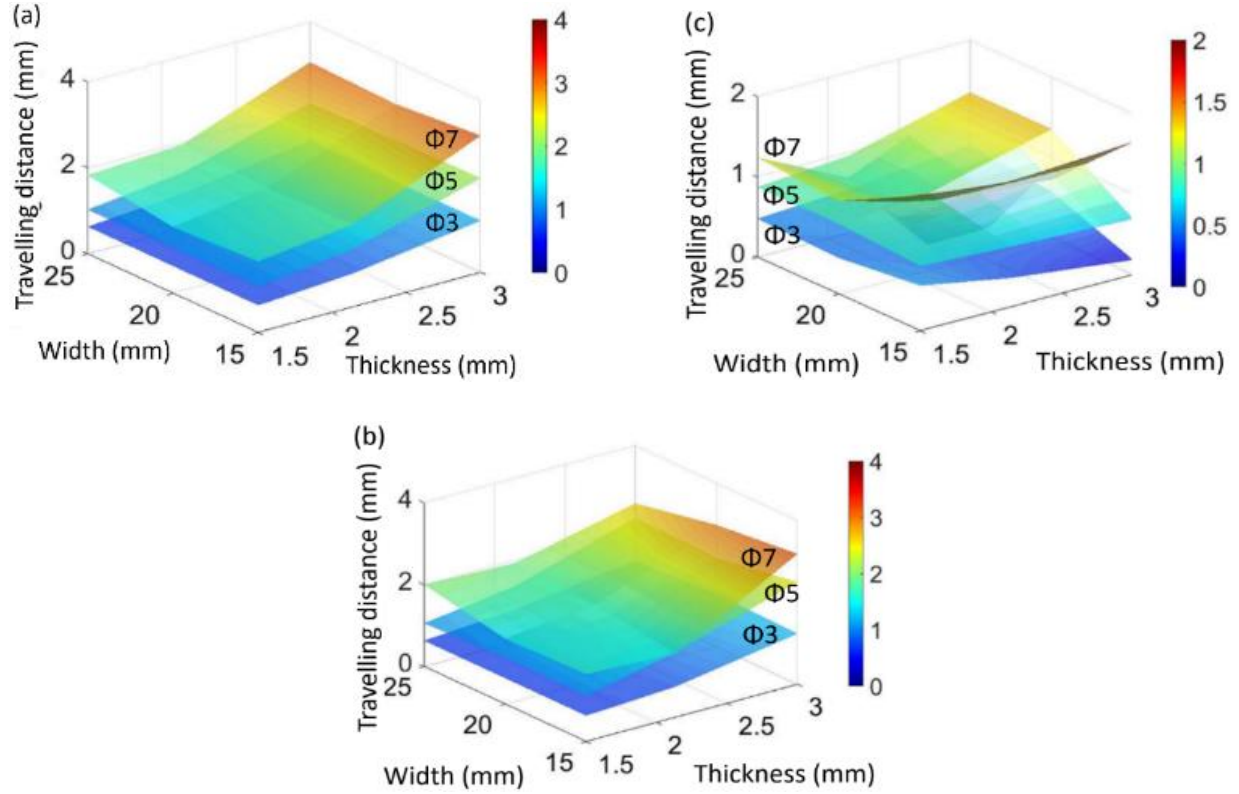 (a)
Travelling distance (mm)
4
2
0
25
20
15
Width (mm)
1.5
2
2.5
3
Thickness (mm)
Φ7
Φ5
Φ3
4
3
2
1
0
(c)
Travelling distance (mm)
2
1
0
25
20
15
Width (mm)
1.5
2
2.5
3
Thickness (mm)
Φ7
Φ5
Φ3
2
1.5
1
0.5
0
(b)
Travelling distance (mm)
4
2
0
25
20
15
Width (mm)
1.5
2
2.5
3
Thickness (mm)
Φ7
Φ5
Φ3
4
3
2
1
0